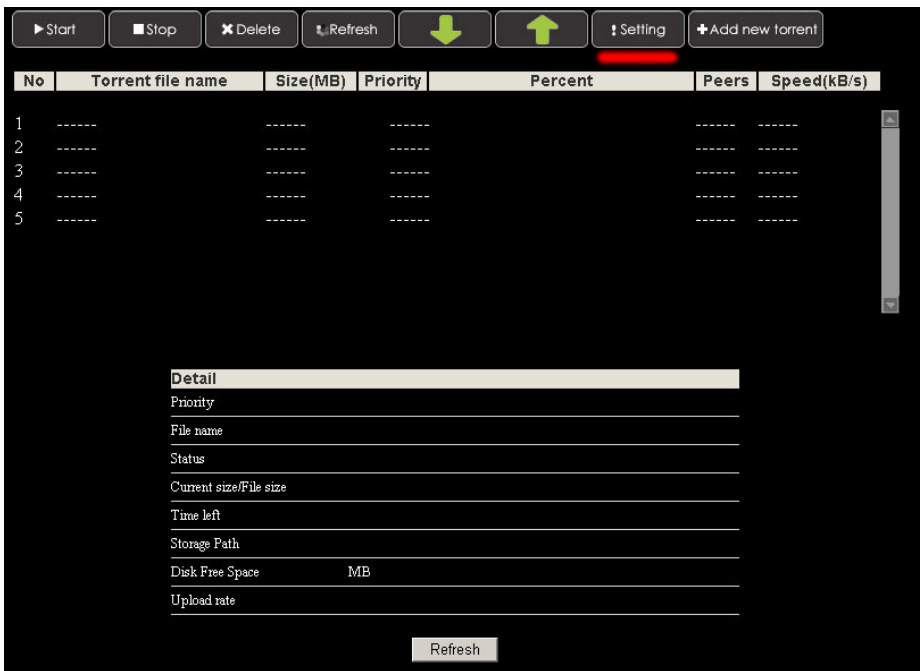 Start Stop Delete Refresh Setting Add new torrent
No Torrent file name Size(MB) Priority Percent Peers Speed(kB/s)
1 ------ ------ ------ ------ ------
2 ------ ------ ------ ------ ------
3 ------ ------ ------ ------ ------
4 ------ ------ ------ ------ ------
5 ------ ------ ------ ------ ------
Detail
Priority
File name
Status
Current size/File size
Time left
Storage Path
Disk Free Space MB
Upload rate
Refresh